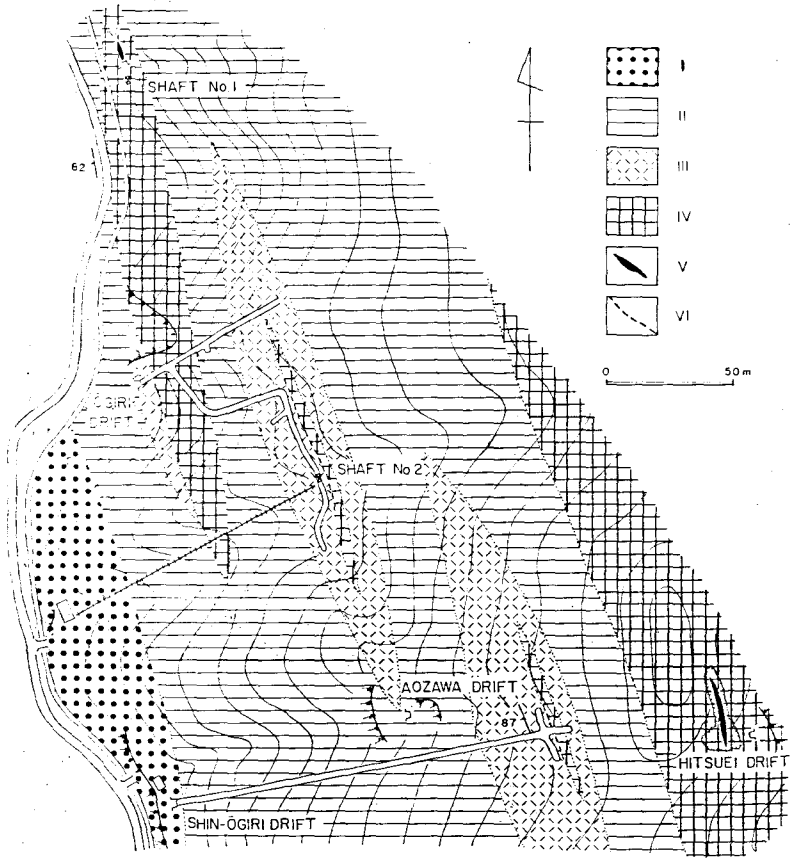 SHAFT No.1
62
I
II
III
IV
V
VI
0 50 m
ŌGIRI
DRIFT
SHAFT No.2
AOZAWA DRIFT
87
HITSUEI DRIFT
SHIN-ŌGIRI DRIFT